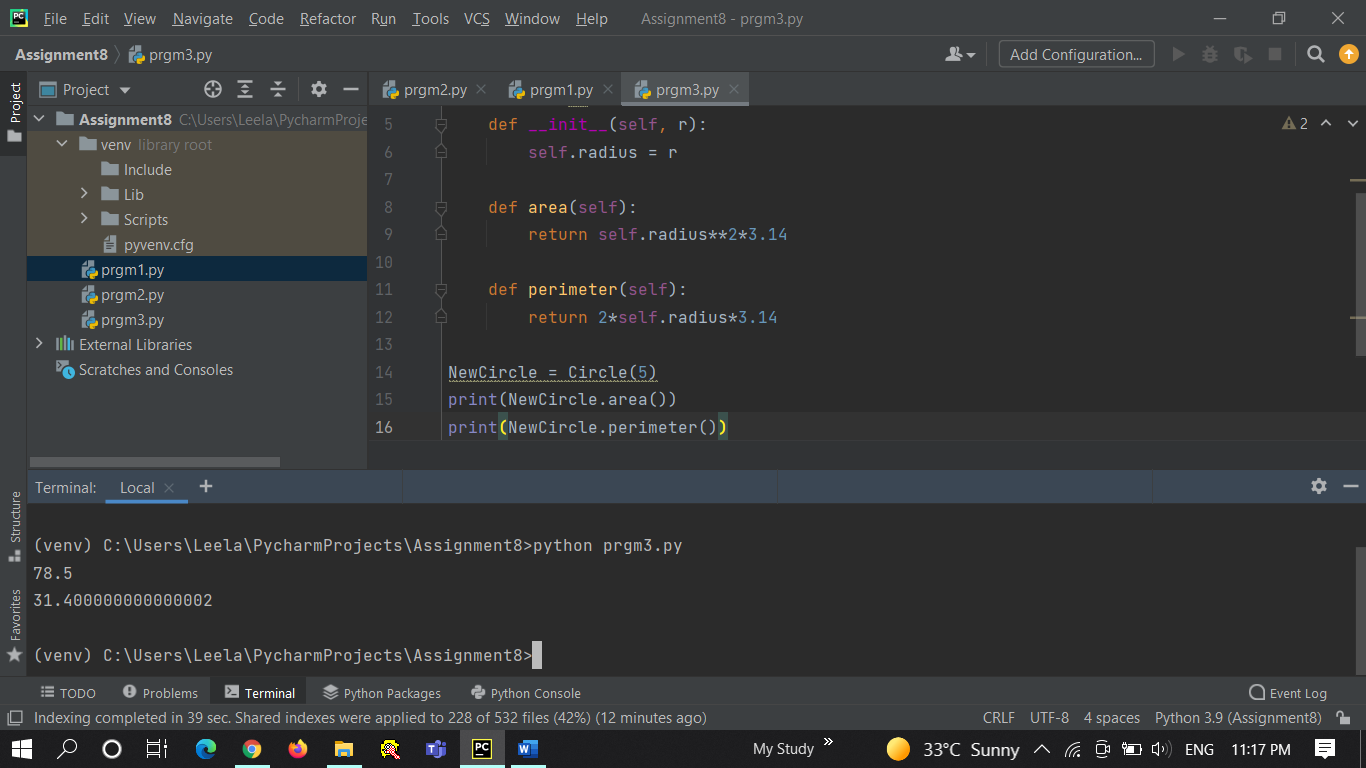 PC File Edit View Navigate Code Refactor Run Tools VCS Window Help Assignment8 - prgm3.py
Assignment8 prgm3.py Add Configuration...
Project Project prgm2.py prgm1.py prgm3.py
Assignment8 C:\Users\Leela\PycharmProje
venv library root
Include
Lib
Scripts
pyvenv.cfg
prgm1.py
prgm2.py
prgm3.py
External Libraries
Scratches and Consoles
2
5 def __init__(self, r):
6 self.radius = r
7
8 def area(self):
9 return self.radius**2*3.14
10
11 def perimeter(self):
12 return 2*self.radius*3.14
13
14 NewCircle = Circle(5)
15 print(NewCircle.area())
16 print(NewCircle.perimeter())
Terminal: Local
Structure
Favorites
(venv) C:\Users\Leela\PycharmProjects\Assignment8>python prgm3.py
78.5
31.400000000000002
(venv) C:\Users\Leela\PycharmProjects\Assignment8>
TODO Problems Terminal Python Packages Python Console Event Log
Indexing completed in 39 sec. Shared indexes were applied to 228 of 532 files (42%) (12 minutes ago) CRLF UTF-8 4 spaces Python 3.9 (Assignment8)
PC W My Study 33°C Sunny ENG 11:17 PM